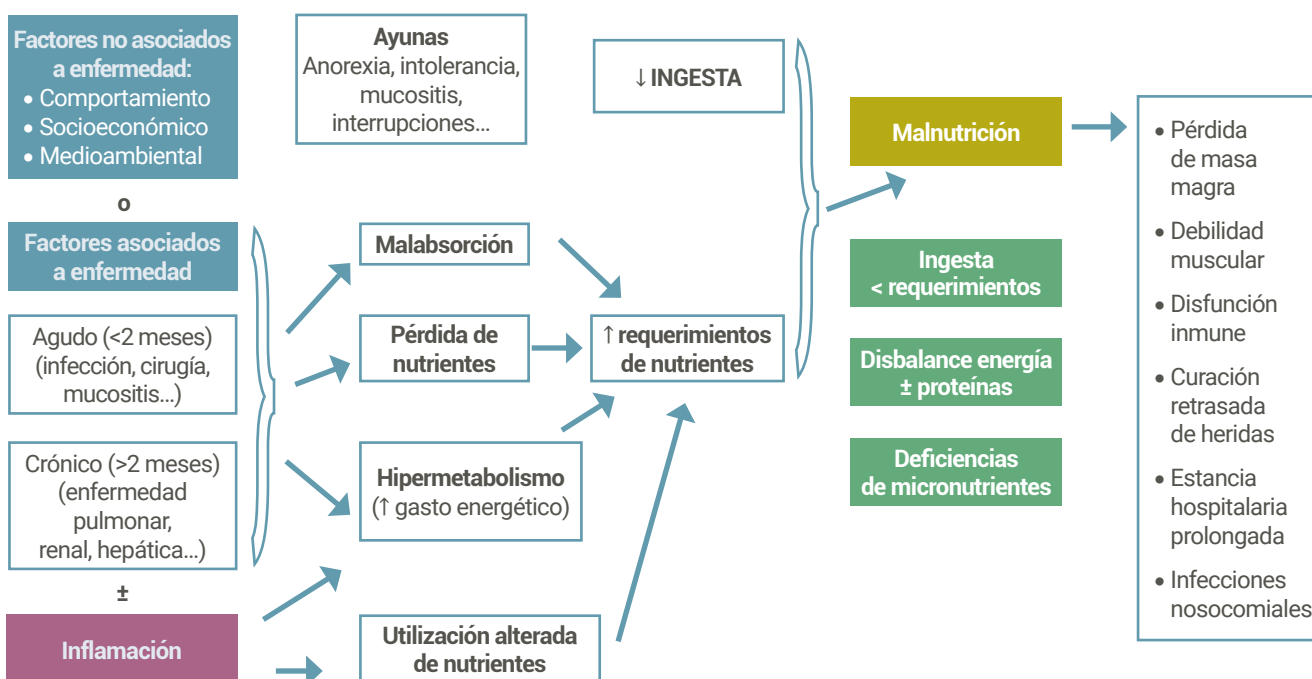 Factores no asociados
a enfermedad:
• Comportamiento
• Socioeconómico
• Medioambiental
o
Factores asociados
a enfermedad
Agudo (<2 meses)
(infección, cirugía,
mucositis...)
Crónico (>2 meses)
(enfermedad
pulmonar,
renal, hepática...)
±
Inflamación
Ayunas
Anorexia, intolerancia,
mucositis,
interrupciones...
Malabsorción
Pérdida de
nutrientes
Hipermetabolismo
(↑ gasto energético)
Utilización alterada
de nutrientes
↓ INGESTA
↑ requerimientos
de nutrientes
Malnutrición
Ingesta
< requerimientos
Disbalance energía
± proteínas
Deficiencias
de micronutrientes
• Pérdida
de masa
magra
• Debilidad
muscular
• Disfunción
inmune
• Curación
retrasada
de heridas
• Estancia
hospitalaria
prolongada
• Infecciones
nosocomiales